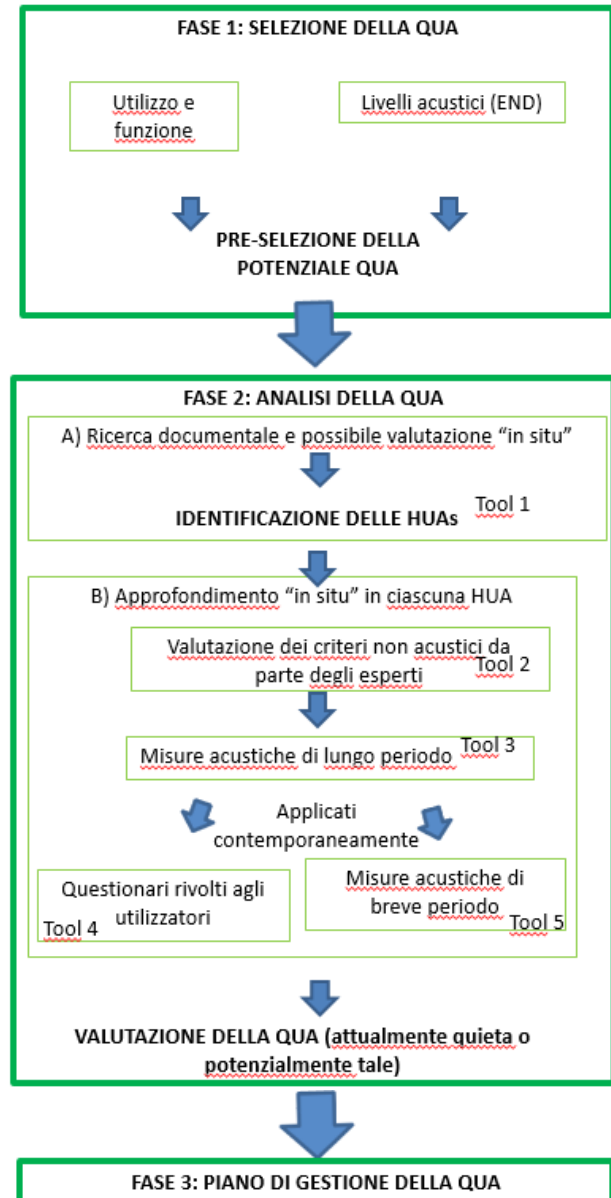 FASE 1: SELEZIONE DELLA QUA
Utilizzo e
funzione
Livelli acustici (END)
PRE-SELEZIONE DELLA
POTENZIALE QUA
FASE 2: ANALISI DELLA QUA
A) Ricerca documentale e possibile valutazione “in situ”
IDENTIFICAZIONE DELLE HUAs
Tool 1
B) Approfondimento “in situ” in ciascuna HUA
Valutazione dei criteri non acustici da
parte degli esperti
Tool 2
Misure acustiche di lungo periodo
Tool 3
Applicati
contemporaneamente
Questionari rivolti agli
utilizzatori
Tool 4
Misure acustiche di
breve periodo
Tool 5
VALUTAZIONE DELLA QUA (attualmente quieta o
potenzialmente tale)
FASE 3: PIANO DI GESTIONE DELLA QUA